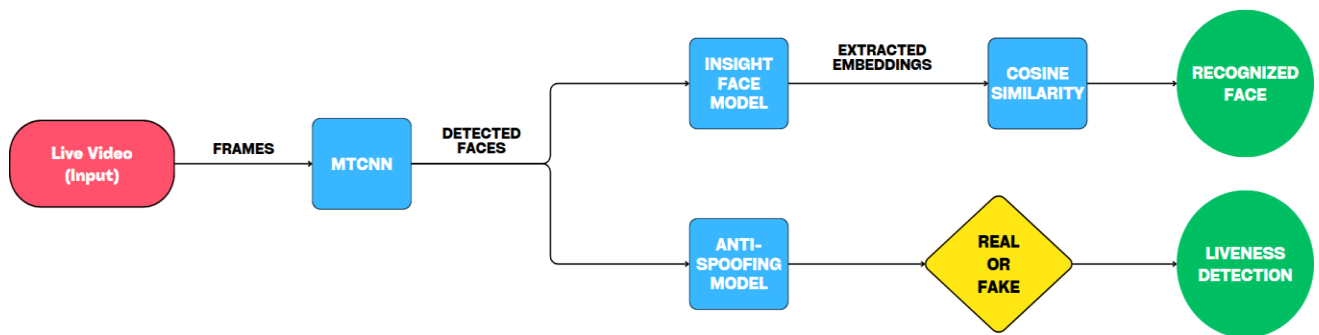 Live Video
(Input)
FRAMES
MTCNN
DETECTED
FACES
INSIGHT
FACE
MODEL
EXTRACTED
EMBEDDINGS
COSINE
SIMILARITY
RECOGNIZED
FACE
ANTI-
SPOOFING
MODEL
REAL
OR
FAKE
LIVENESS
DETECTION